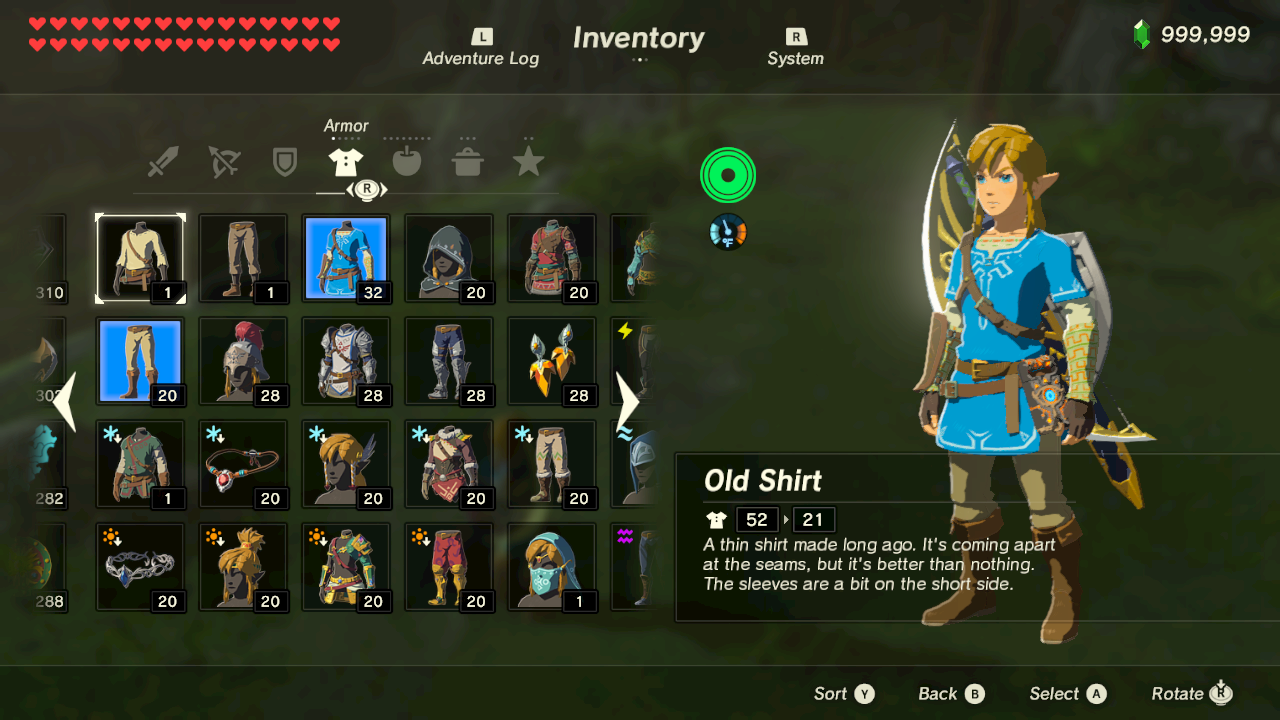 L
Adventure Log
Inventory
R
System
999,999
Armor
R
310
1
1
32
20
20
20
28
28
28
28
282
1
20
20
20
20
288
20
20
20
20
1
°F
Old Shirt
52 21
A thin shirt made long ago. It's coming apart
at the seams, but it's better than nothing.
The sleeves are a bit on the short side.
Sort Y
Back B
Select A
Rotate R